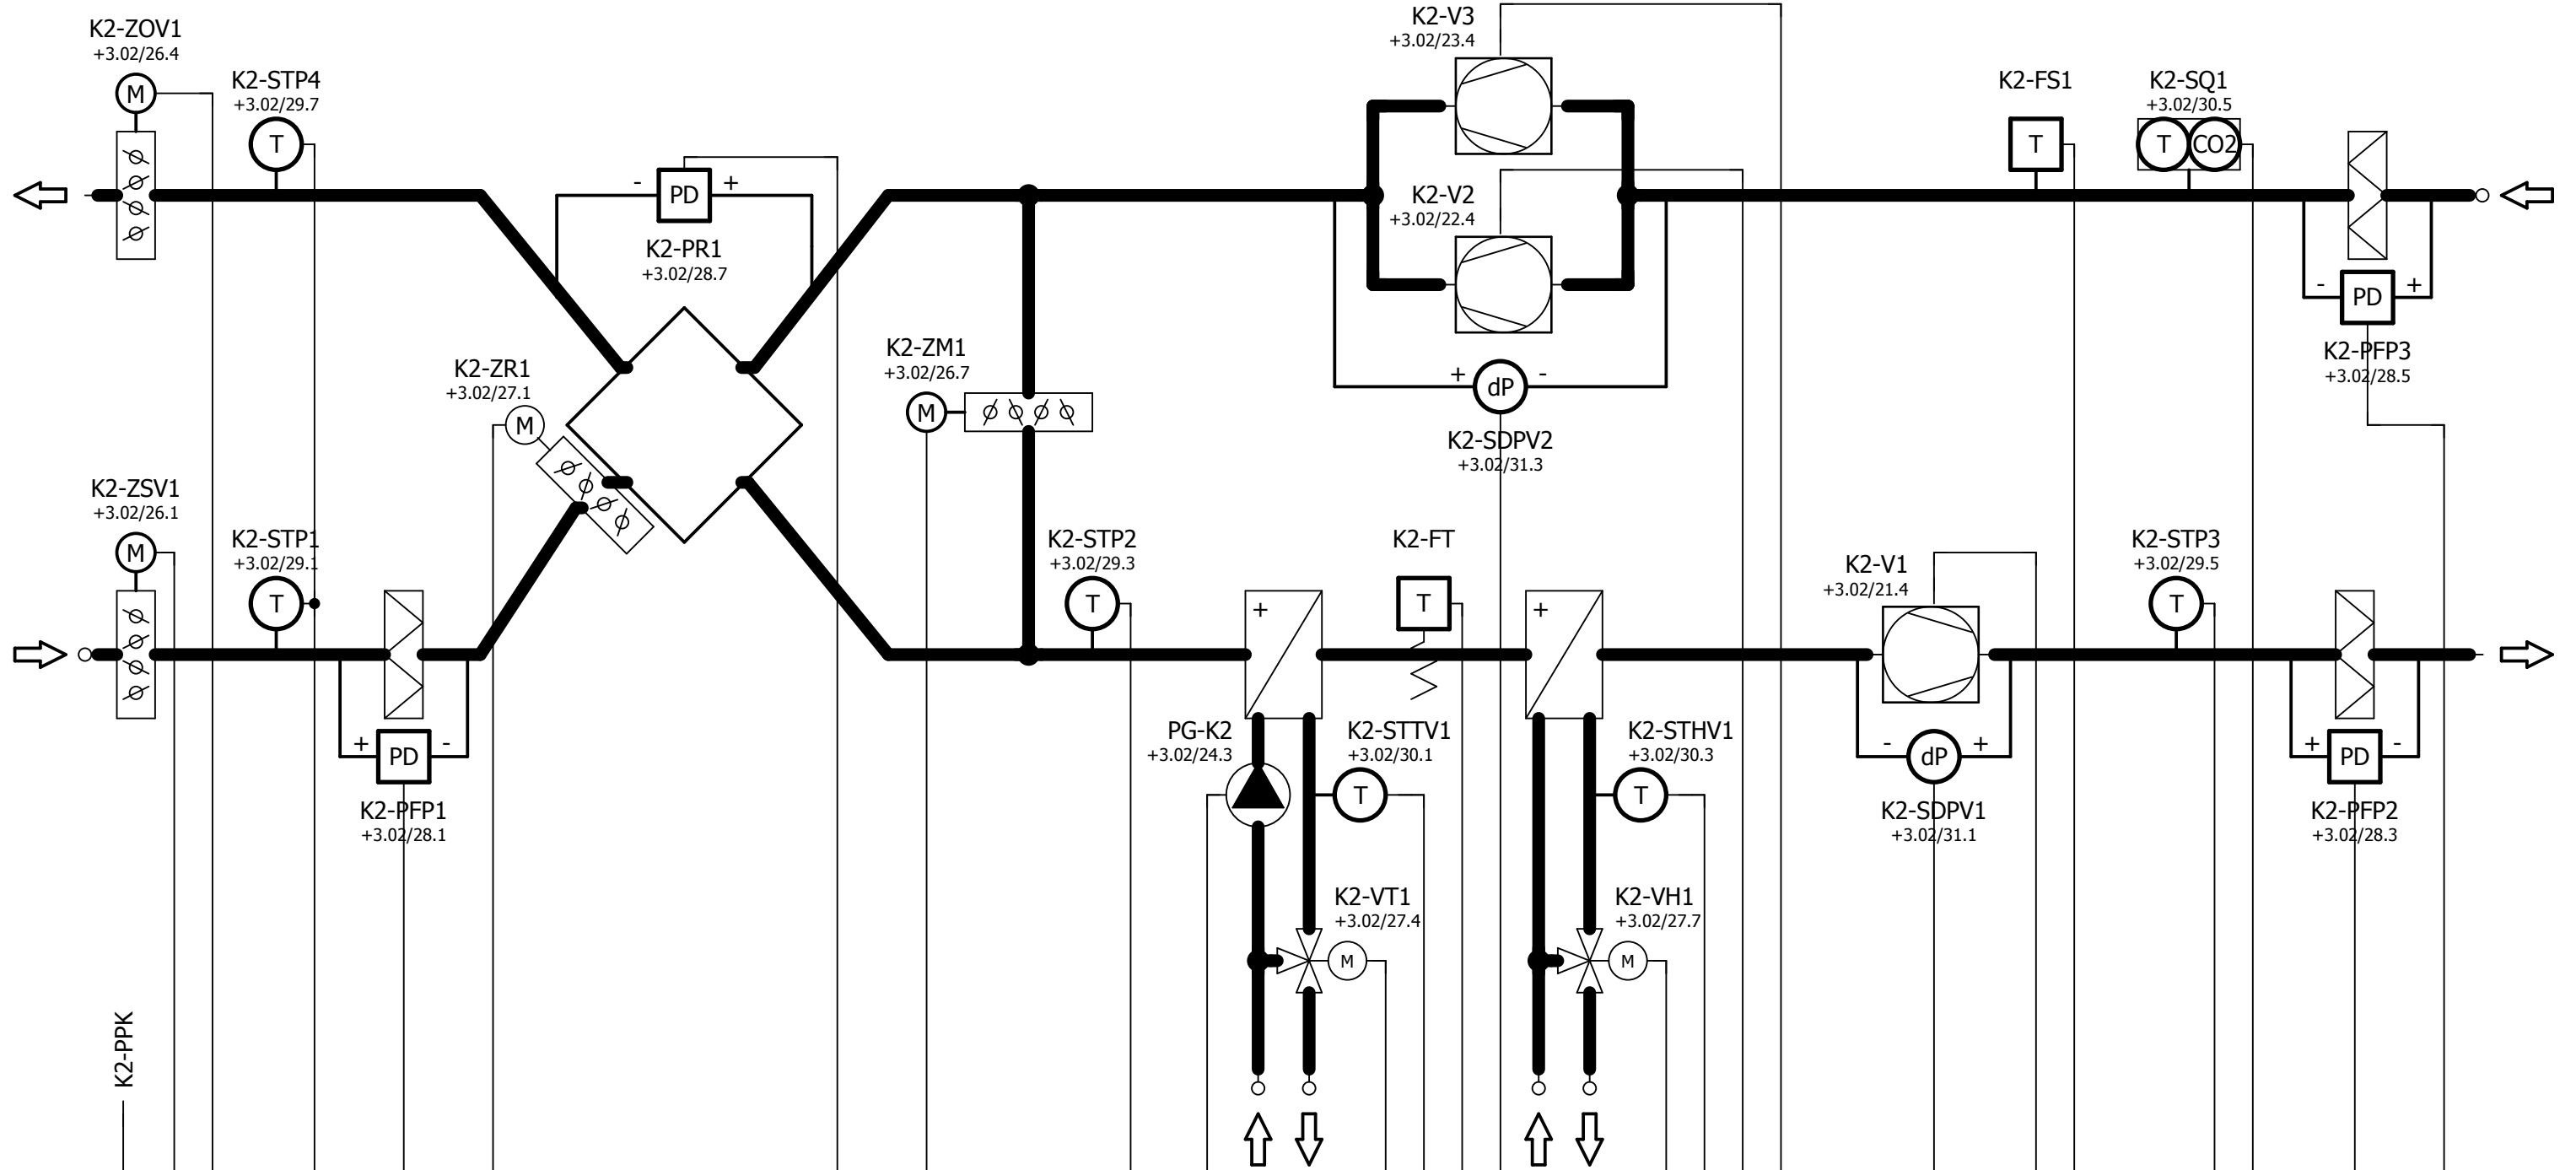 K2-ZOV1
+3.02/26.4
M
K2-STP4
+3.02/29.7
T
- PD +
K2-PR1
+3.02/28.7
K2-V3
+3.02/23.4
K2-V2
+3.02/22.4
K2-FS1
T
K2-SQ1
+3.02/30.5
T CO2
- PD +
K2-PFP3
+3.02/28.5
K2-ZR1
+3.02/27.1
M
K2-ZM1
+3.02/26.7
M
+ dP -
K2-SDPV2
+3.02/31.3
K2-ZSV1
+3.02/26.1
M
K2-STP1
+3.02/29.1
T
+ PD -
K2-PFP1
+3.02/28.1
K2-STP2
+3.02/29.3
T
+
K2-FT
T
+
K2-V1
+3.02/21.4
K2-STP3
+3.02/29.5
T
PG-K2
+3.02/24.3
K2-STTV1
+3.02/30.1
T
K2-STHV1
+3.02/30.3
T
- dP +
K2-SDPV1
+3.02/31.1
+ PD -
K2-PFP2
+3.02/28.3
K2-VT1
+3.02/27.4
M
K2-VH1
+3.02/27.7
M
K2-PPK